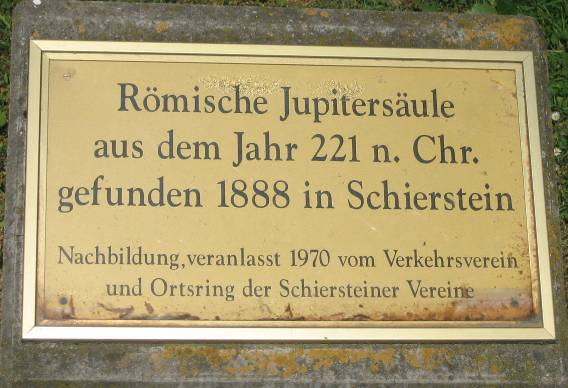 Römische Jupitersäule
aus dem Jahr 221 n. Chr.
gefunden 1888 in Schierstein
Nachbildung, veranlasst 1970 vom Verkehrsverein
und Ortsring der Schiersteiner Vereine